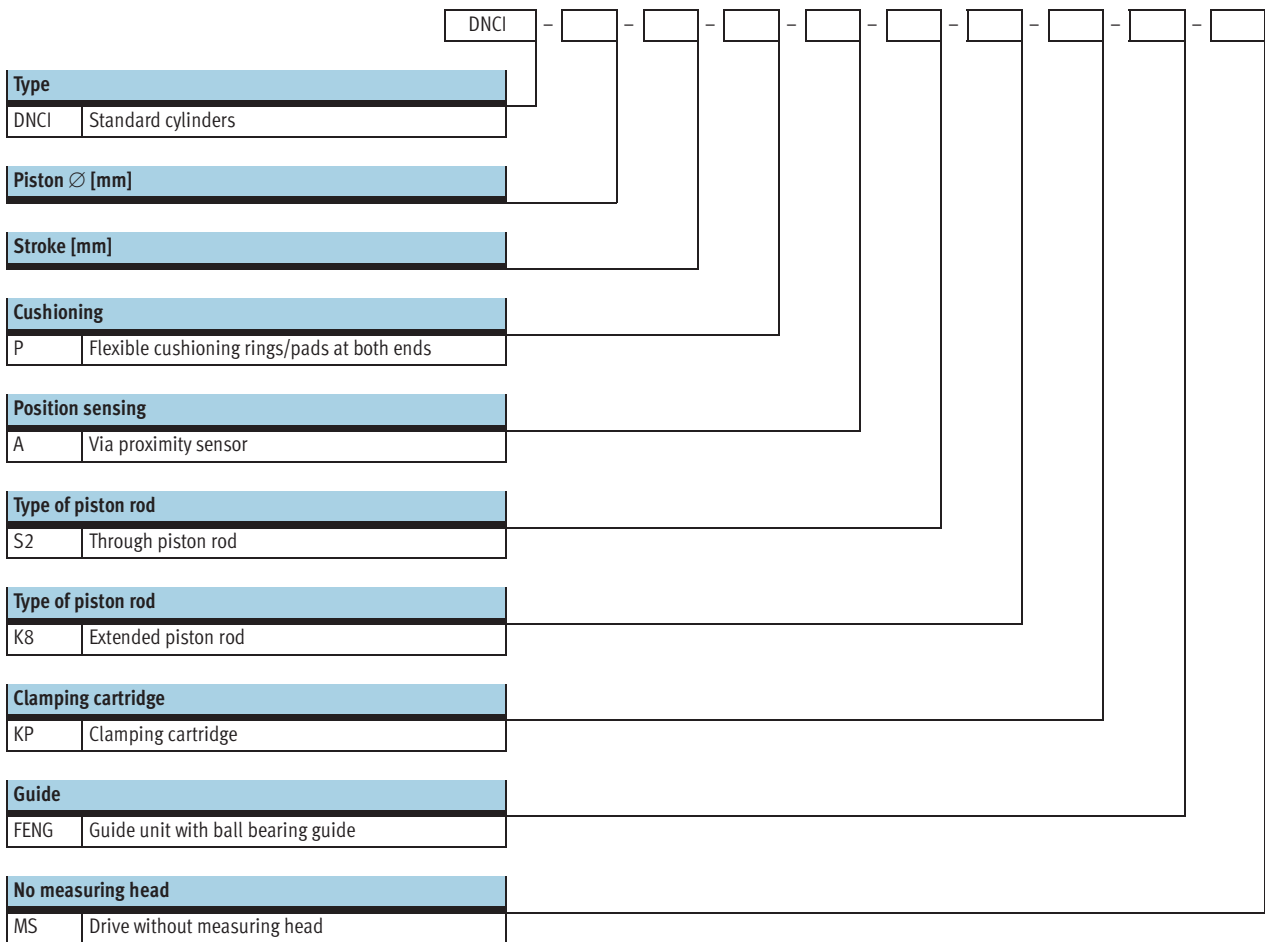 DNCI – – – – – – – – –
Type
DNCI Standard cylinders
Piston ∅ [mm]
Stroke [mm]
Cushioning
P Flexible cushioning rings/pads at both ends
Position sensing
A Via proximity sensor
Type of piston rod
S2 Through piston rod
Type of piston rod
K8 Extended piston rod
Clamping cartridge
KP Clamping cartridge
Guide
FENG Guide unit with ball bearing guide
No measuring head
MS Drive without measuring head